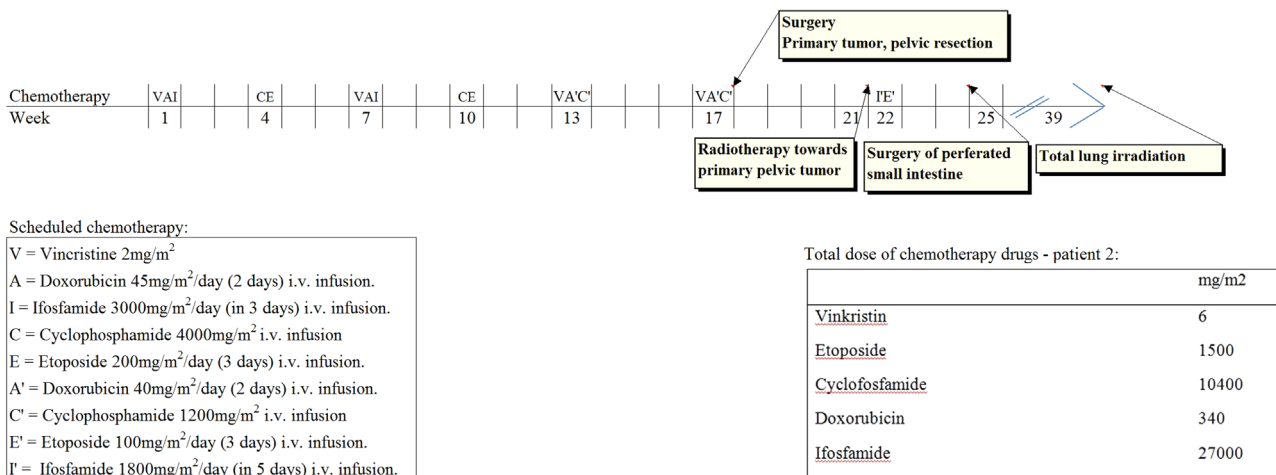 Surgery
Primary tumor, pelvic resection
Chemotherapy VAI CE VAI CE VA'C' VA'C' I'E'
Week 1 4 7 10 13 17 21 22 25 39
Radiotherapy towards
primary pelvic tumor
Surgery of perferated
small intestine
Total lung irradiation
Scheduled chemotherapy:
V = Vincristine 2mg/m²
A = Doxorubicin 45mg/m²/day (2 days) i.v. infusion.
I = Ifosfamide 3000mg/m²/day (in 3 days) i.v. infusion.
C = Cyclophosphamide 4000mg/m² i.v. infusion
E = Etoposide 200mg/m²/day (3 days) i.v. infusion.
A' = Doxorubicin 40mg/m²/day (2 days) i.v. infusion.
C' = Cyclophosphamide 1200mg/m² i.v. infusion
E' = Etoposide 100mg/m²/day (3 days) i.v. infusion.
I' = Ifosfamide 1800mg/m²/day (in 5 days) i.v. infusion.
Total dose of chemotherapy drugs - patient 2:
mg/m2
Vinkristin 6
Etoposide 1500
Cyclofosfamide 10400
Doxorubicin 340
Ifosfamide 27000